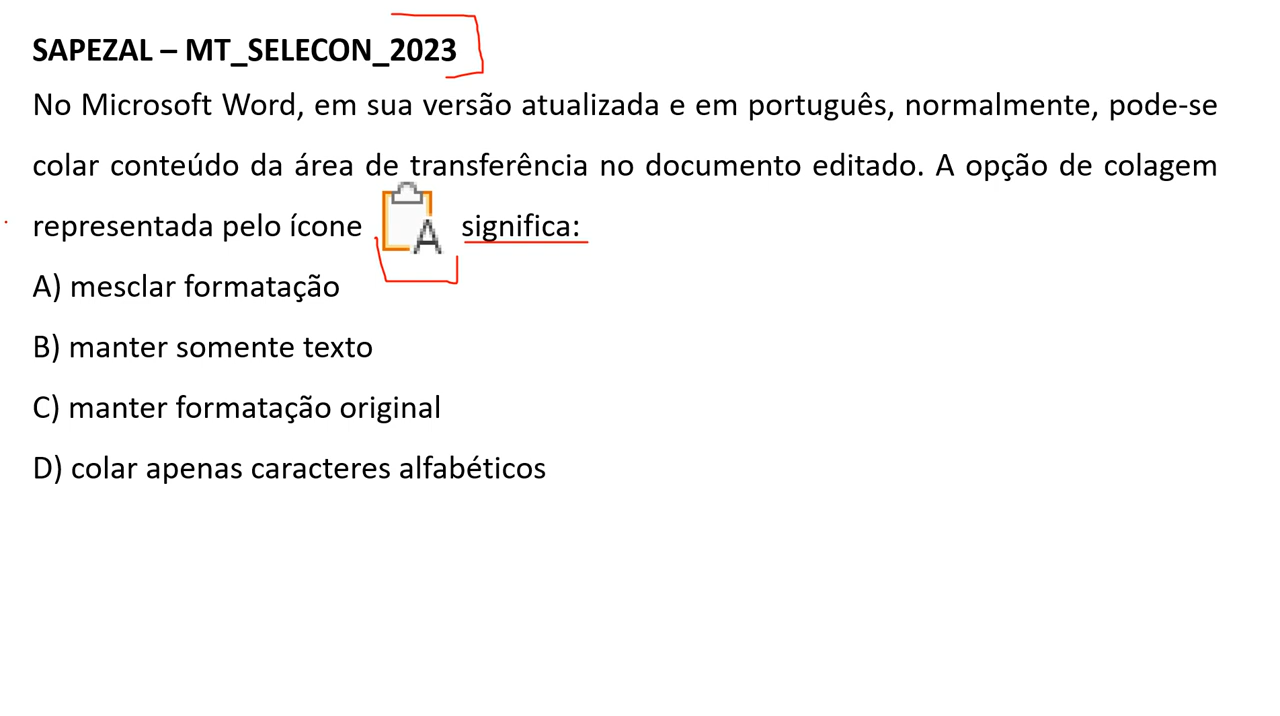 SAPEZAL – MT_SELECON_2023
No Microsoft Word, em sua versão atualizada e em português, normalmente, pode-se
colar conteúdo da área de transferência no documento editado. A opção de colagem
representada pelo ícone A significa:
A) mesclar formatação
B) manter somente texto
C) manter formatação original
D) colar apenas caracteres alfabéticos